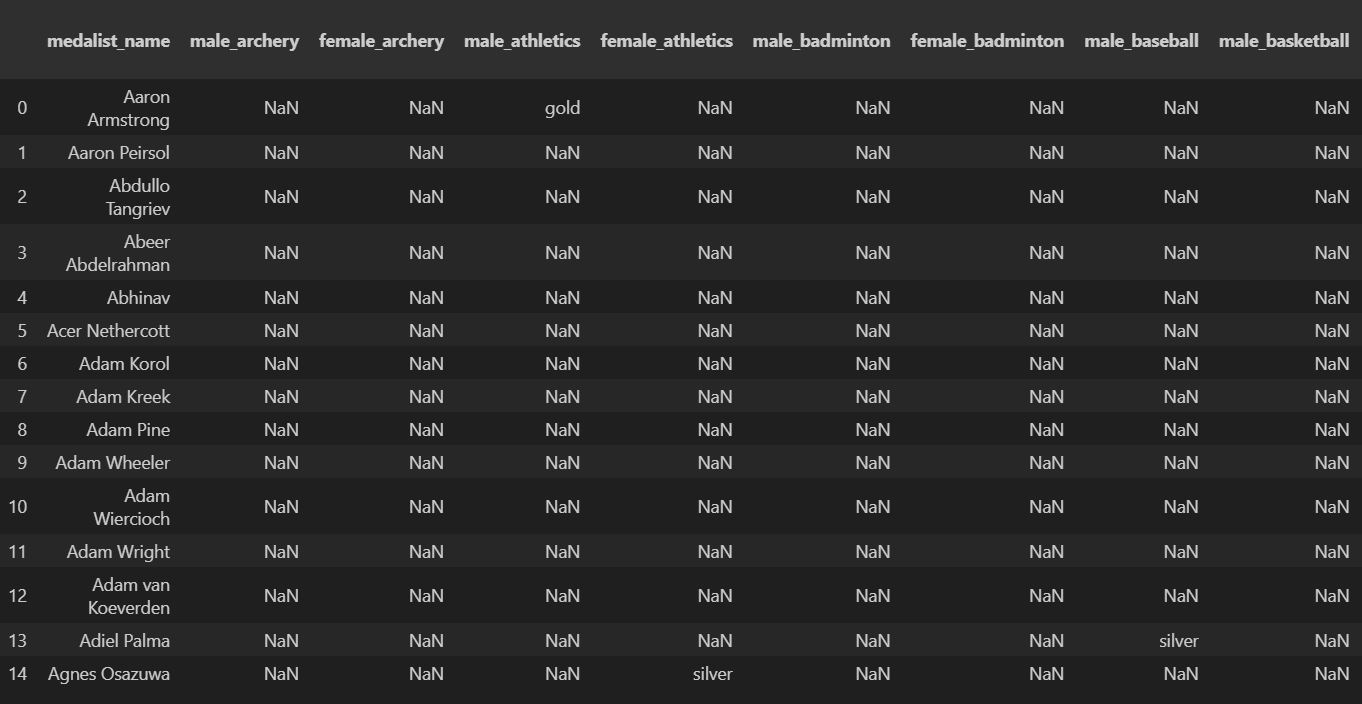 medalist_name male_archery female_archery male_athletics female_athletics male_badminton female_badminton male_baseball male_basketball
0 Aaron Armstrong NaN NaN gold NaN NaN NaN NaN NaN
1 Aaron Peirsol NaN NaN NaN NaN NaN NaN NaN NaN
2 Abdullo Tangriev NaN NaN NaN NaN NaN NaN NaN NaN
3 Abeer Abdelrahman NaN NaN NaN NaN NaN NaN NaN NaN
4 Abhinav NaN NaN NaN NaN NaN NaN NaN NaN
5 Acer Nethercott NaN NaN NaN NaN NaN NaN NaN NaN
6 Adam Korol NaN NaN NaN NaN NaN NaN NaN NaN
7 Adam Kreek NaN NaN NaN NaN NaN NaN NaN NaN
8 Adam Pine NaN NaN NaN NaN NaN NaN NaN NaN
9 Adam Wheeler NaN NaN NaN NaN NaN NaN NaN NaN
10 Adam Wiercioch NaN NaN NaN NaN NaN NaN NaN NaN
11 Adam Wright NaN NaN NaN NaN NaN NaN NaN NaN
12 Adam van Koeverden NaN NaN NaN NaN NaN NaN NaN NaN
13 Adiel Palma NaN NaN NaN NaN NaN NaN silver NaN
14 Agnes Osazuwa NaN NaN NaN silver NaN NaN NaN NaN